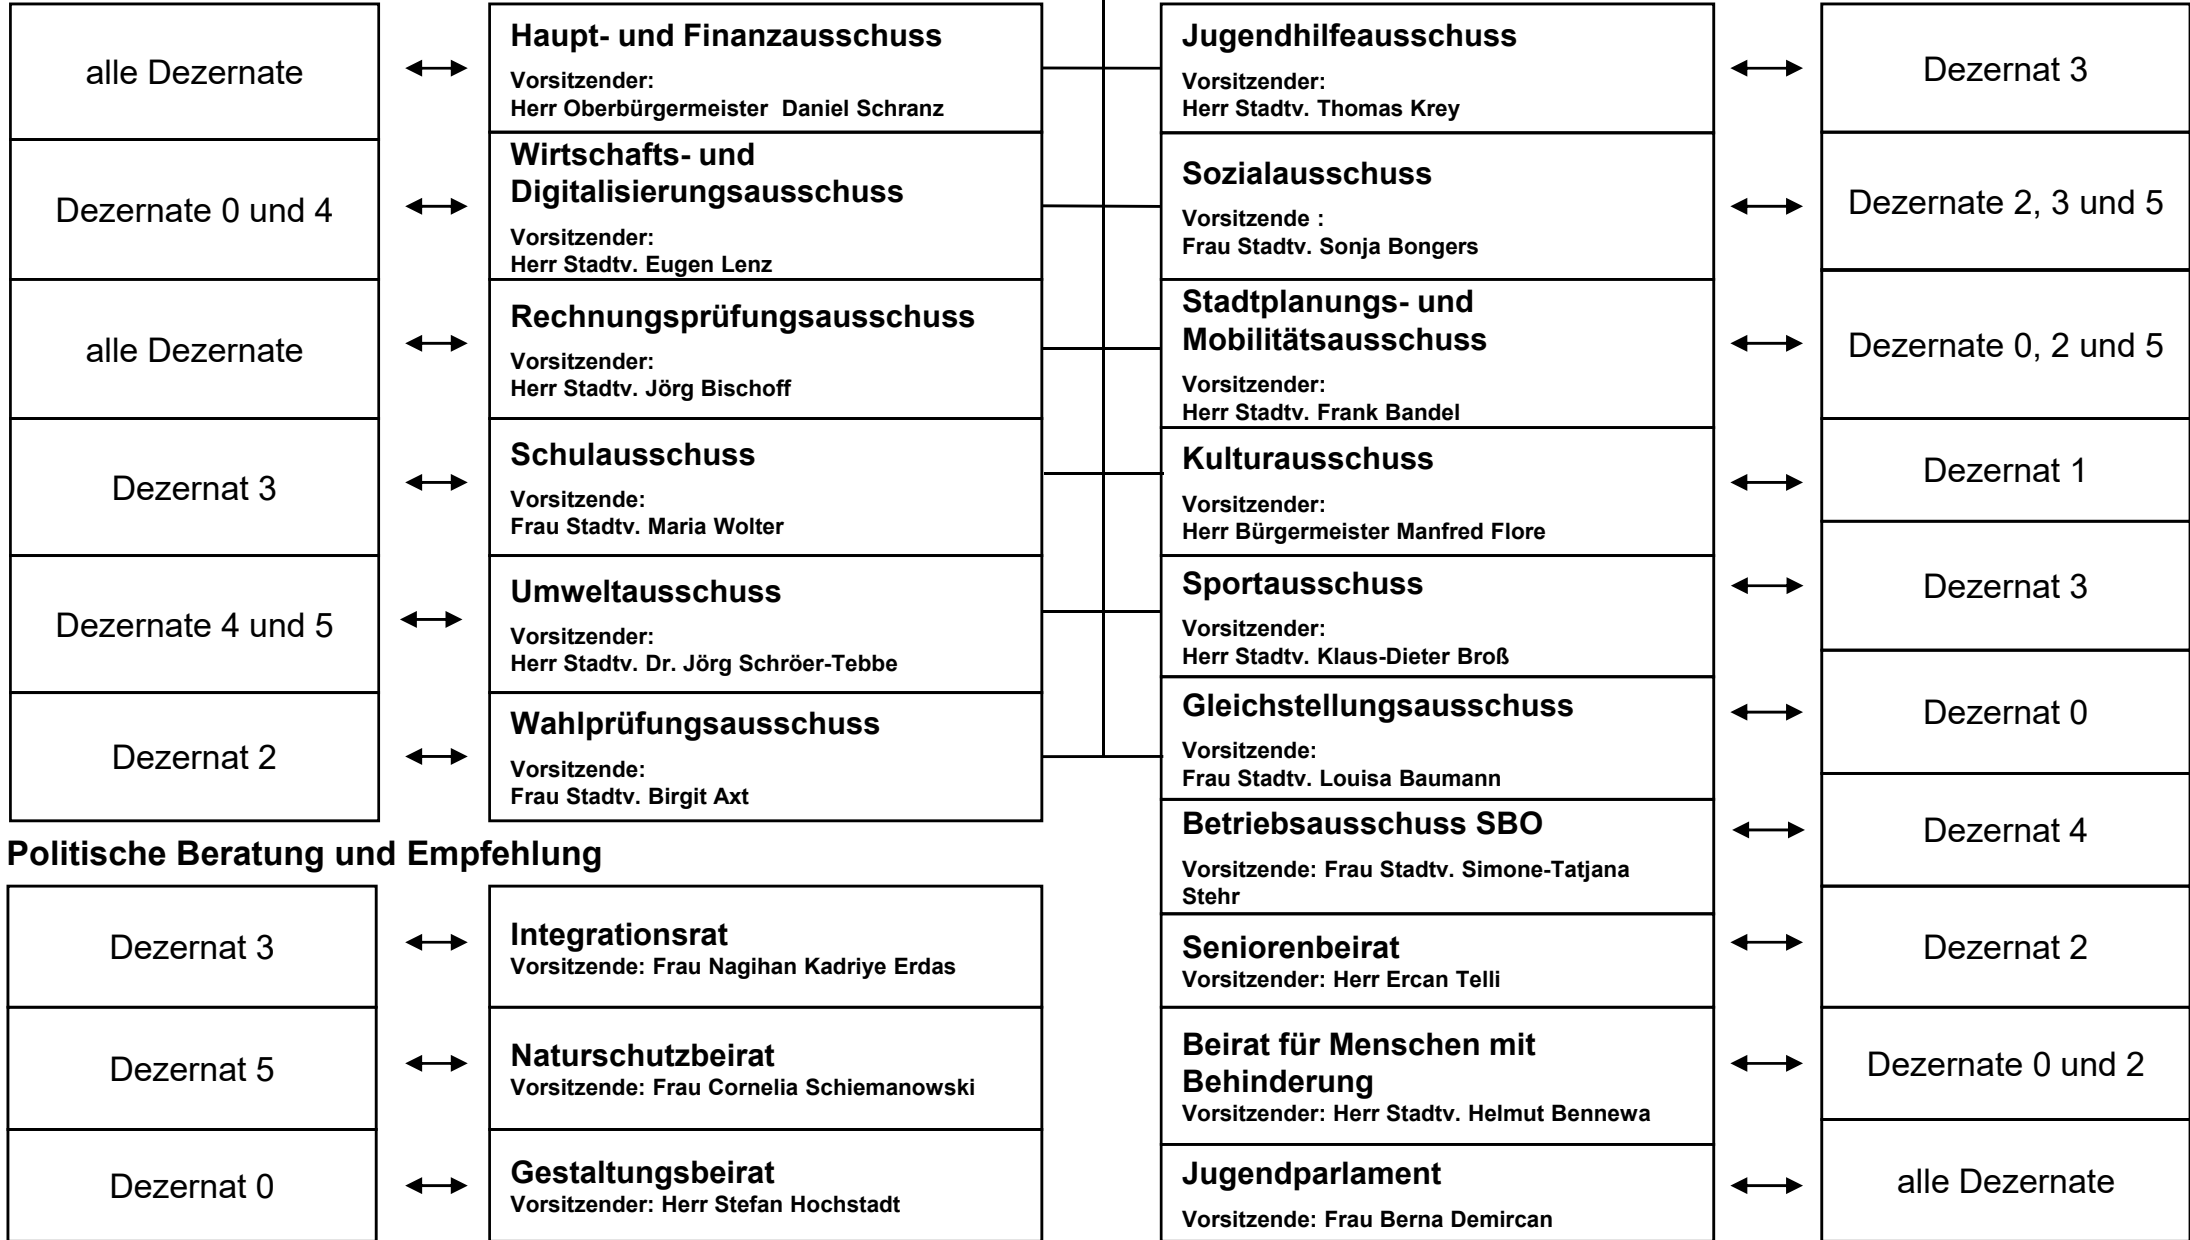 alle Dezernate
Haupt- und Finanzausschuss
Vorsitzender:
Herr Oberbürgermeister Daniel Schranz
Jugendhilfeausschuss
Vorsitzender:
Herr Stadtv. Thomas Krey
Dezernat 3
Dezernate 0 und 4
Wirtschafts- und
Digitalisierungsausschuss
Vorsitzender:
Herr Stadtv. Eugen Lenz
Sozialausschuss
Vorsitzende :
Frau Stadtv. Sonja Bongers
Dezernate 2, 3 und 5
alle Dezernate
Rechnungsprüfungsausschuss
Vorsitzender:
Herr Stadtv. Jörg Bischoff
Stadtplanungs- und
Mobilitätsausschuss
Vorsitzender:
Herr Stadtv. Frank Bandel
Dezernate 0, 2 und 5
Dezernat 3
Schulausschuss
Vorsitzende:
Frau Stadtv. Maria Wolter
Kulturausschuss
Vorsitzender:
Herr Bürgermeister Manfred Flore
Dezernat 1
Dezernate 4 und 5
Umweltausschuss
Vorsitzender:
Herr Stadtv. Dr. Jörg Schröer-Tebbe
Sportausschuss
Vorsitzender:
Herr Stadtv. Klaus-Dieter Broß
Dezernat 3
Dezernat 2
Wahlprüfungsausschuss
Vorsitzende:
Frau Stadtv. Birgit Axt
Gleichstellungsausschuss
Vorsitzende:
Frau Stadtv. Louisa Baumann
Dezernat 0
Betriebsausschuss SBO
Vorsitzende: Frau Stadtv. Simone-Tatjana
Stehr
Dezernat 4
Politische Beratung und Empfehlung
Dezernat 3
Integrationsrat
Vorsitzende: Frau Nagihan Kadriye Erdas
Seniorenbeirat
Vorsitzender: Herr Ercan Telli
Dezernat 2
Dezernat 5
Naturschutzbeirat
Vorsitzende: Frau Cornelia Schiemanowski
Beirat für Menschen mit
Behinderung
Vorsitzender: Herr Stadtv. Helmut Bennewa
Dezernate 0 und 2
Dezernat 0
Gestaltungsbeirat
Vorsitzender: Herr Stefan Hochstadt
Jugendparlament
Vorsitzende: Frau Berna Demircan
alle Dezernate